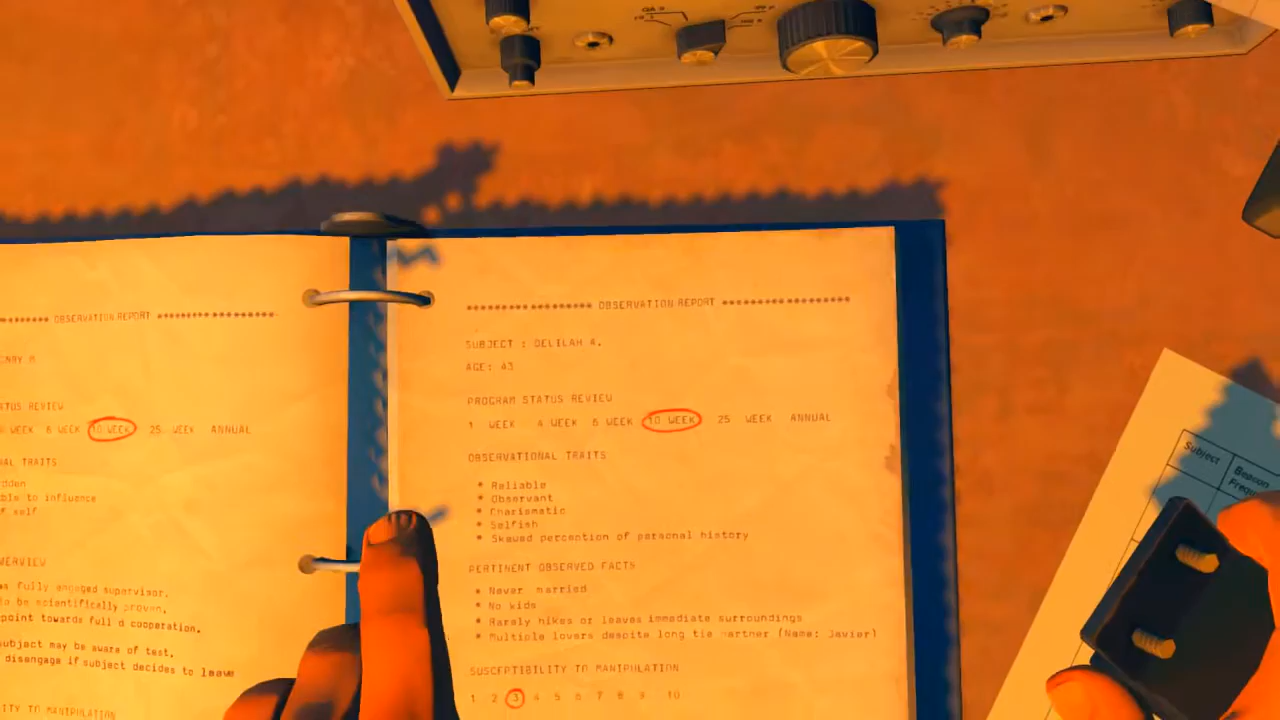 OBSERVATION REPORT
STATUS REVIEW
WEEK 6 WEEK 10 WEEK 25 WEEK ANNUAL
TRAITS
to influence
of self
fully engaged supervisor.
to be scientifically proven.
point towards full d cooperation.
subject may be aware of test.
disengage if subject decides to leave
TO MANIPULATION
******************* OBSERVATION REPORT *******************
SUBJECT : DELILAH A.
AGE: 43
PROGRAM STATUS REVIEW
1 WEEK 4 WEEK 6 WEEK 10 WEEK 25 WEEK ANNUAL
OBSERVATIONAL TRAITS
* Reliable
* Observant
* Charismatic
* Selfish
* Skewed perception of personal history
PERTINENT OBSERVED FACTS
* Never married
* No kids
* Rarely hikes or leaves immediate surroundings
* Multiple lovers despite long tie partner (Name: Javier)
SUSCEPTIBILITY TO MANIPULATION
1 2 3 4 5 6 7 8 9 10
Subject
Beacon